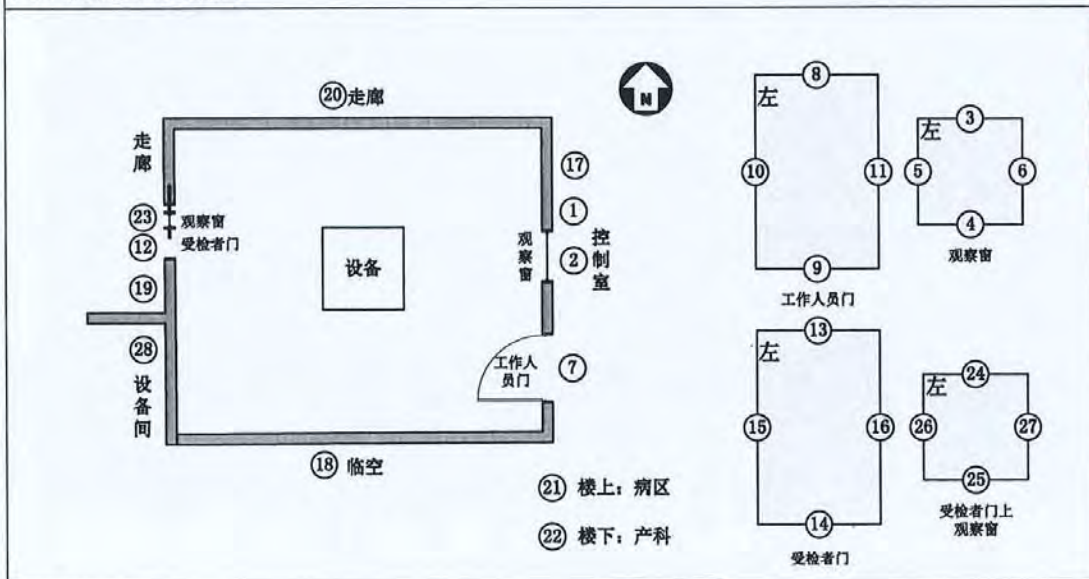 ⑳走廊
N
走廊
㉓
观察窗
⑫
受检者门
⑲
㉘
设备间
设备
⑰
①
观察窗
②
控制室
工作人员门
⑦
⑱ 临空
㉑ 楼上：病区
㉒ 楼下：产科
⑧
左
⑩
⑪
⑨
工作人员门
③
左
⑤
⑥
④
观察窗
⑬
左
⑮
⑯
⑭
受检者门
㉔
左
㉖
㉗
㉕
受检者门上
观察窗